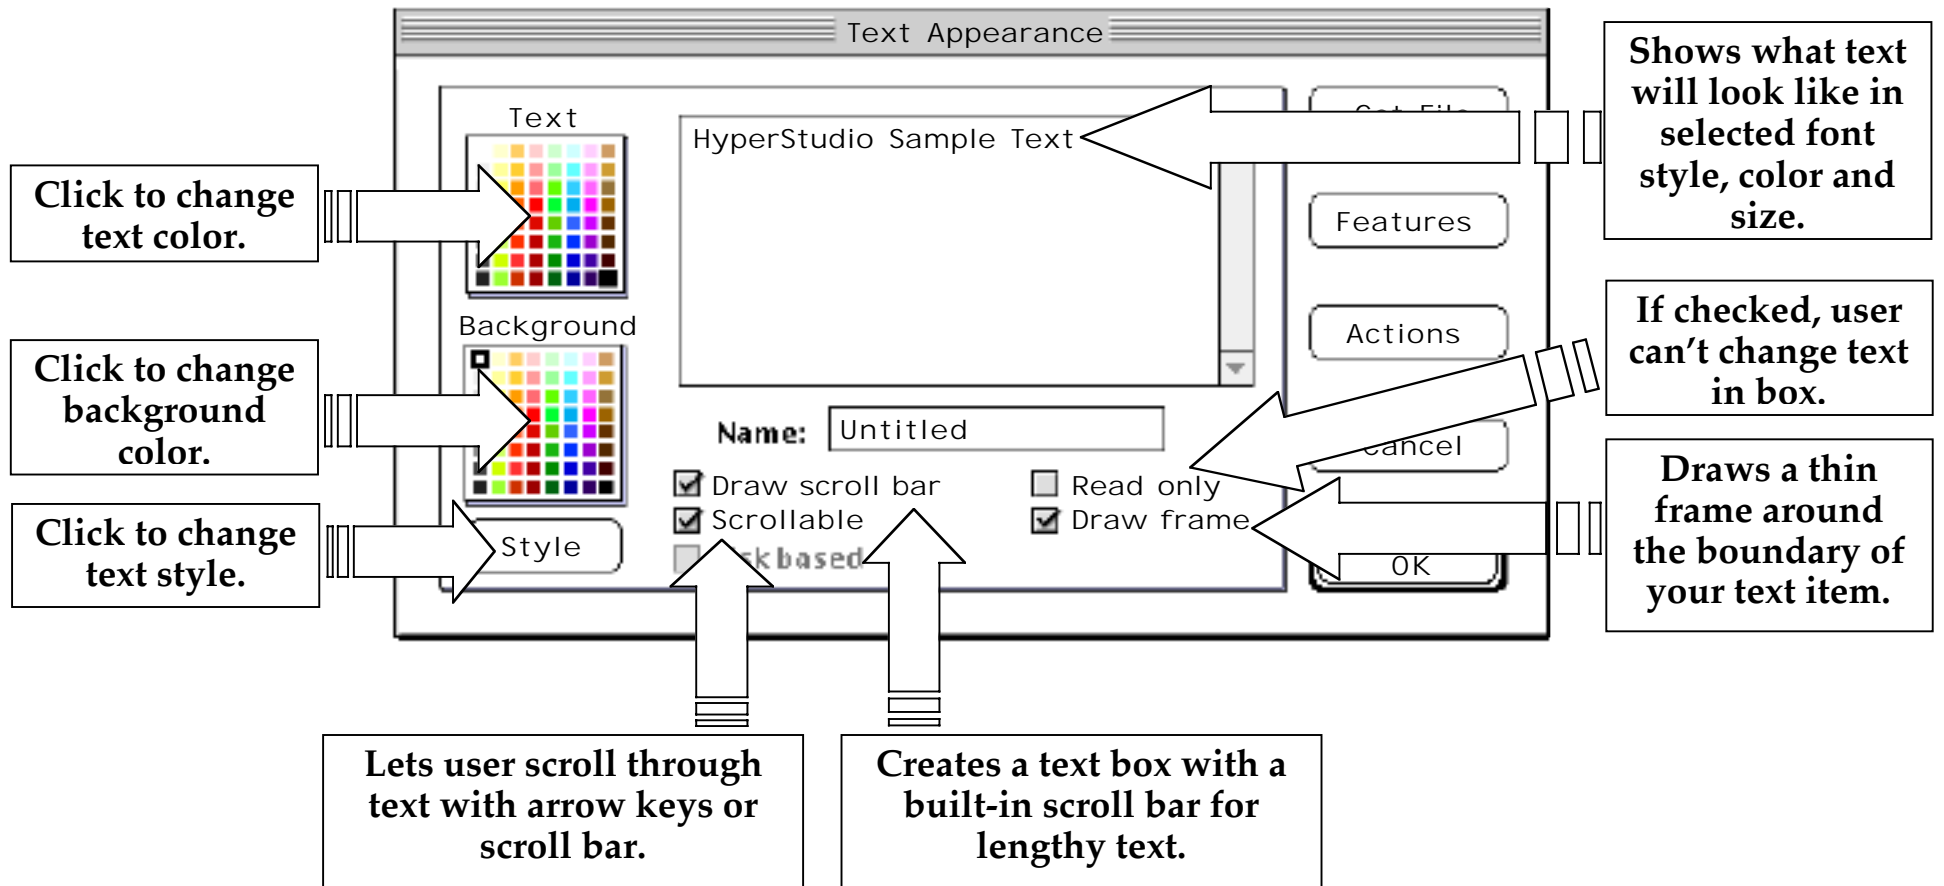 Text Appearance
Text
HyperStudio Sample Text
Get File
Features
Actions
Background
Name: Untitled
Cancel
Draw scroll bar
Read only
Scrollable
Draw frame
Style
based
OK
Click to change
text color.
Click to change
background
color.
Click to change
text style.
Shows what text
will look like in
selected font
style, color and
size.
If checked, user
can’t change text
in box.
Draws a thin
frame around
the boundary of
your text item.
Lets user scroll through
text with arrow keys or
scroll bar.
Creates a text box with a
built-in scroll bar for
lengthy text.